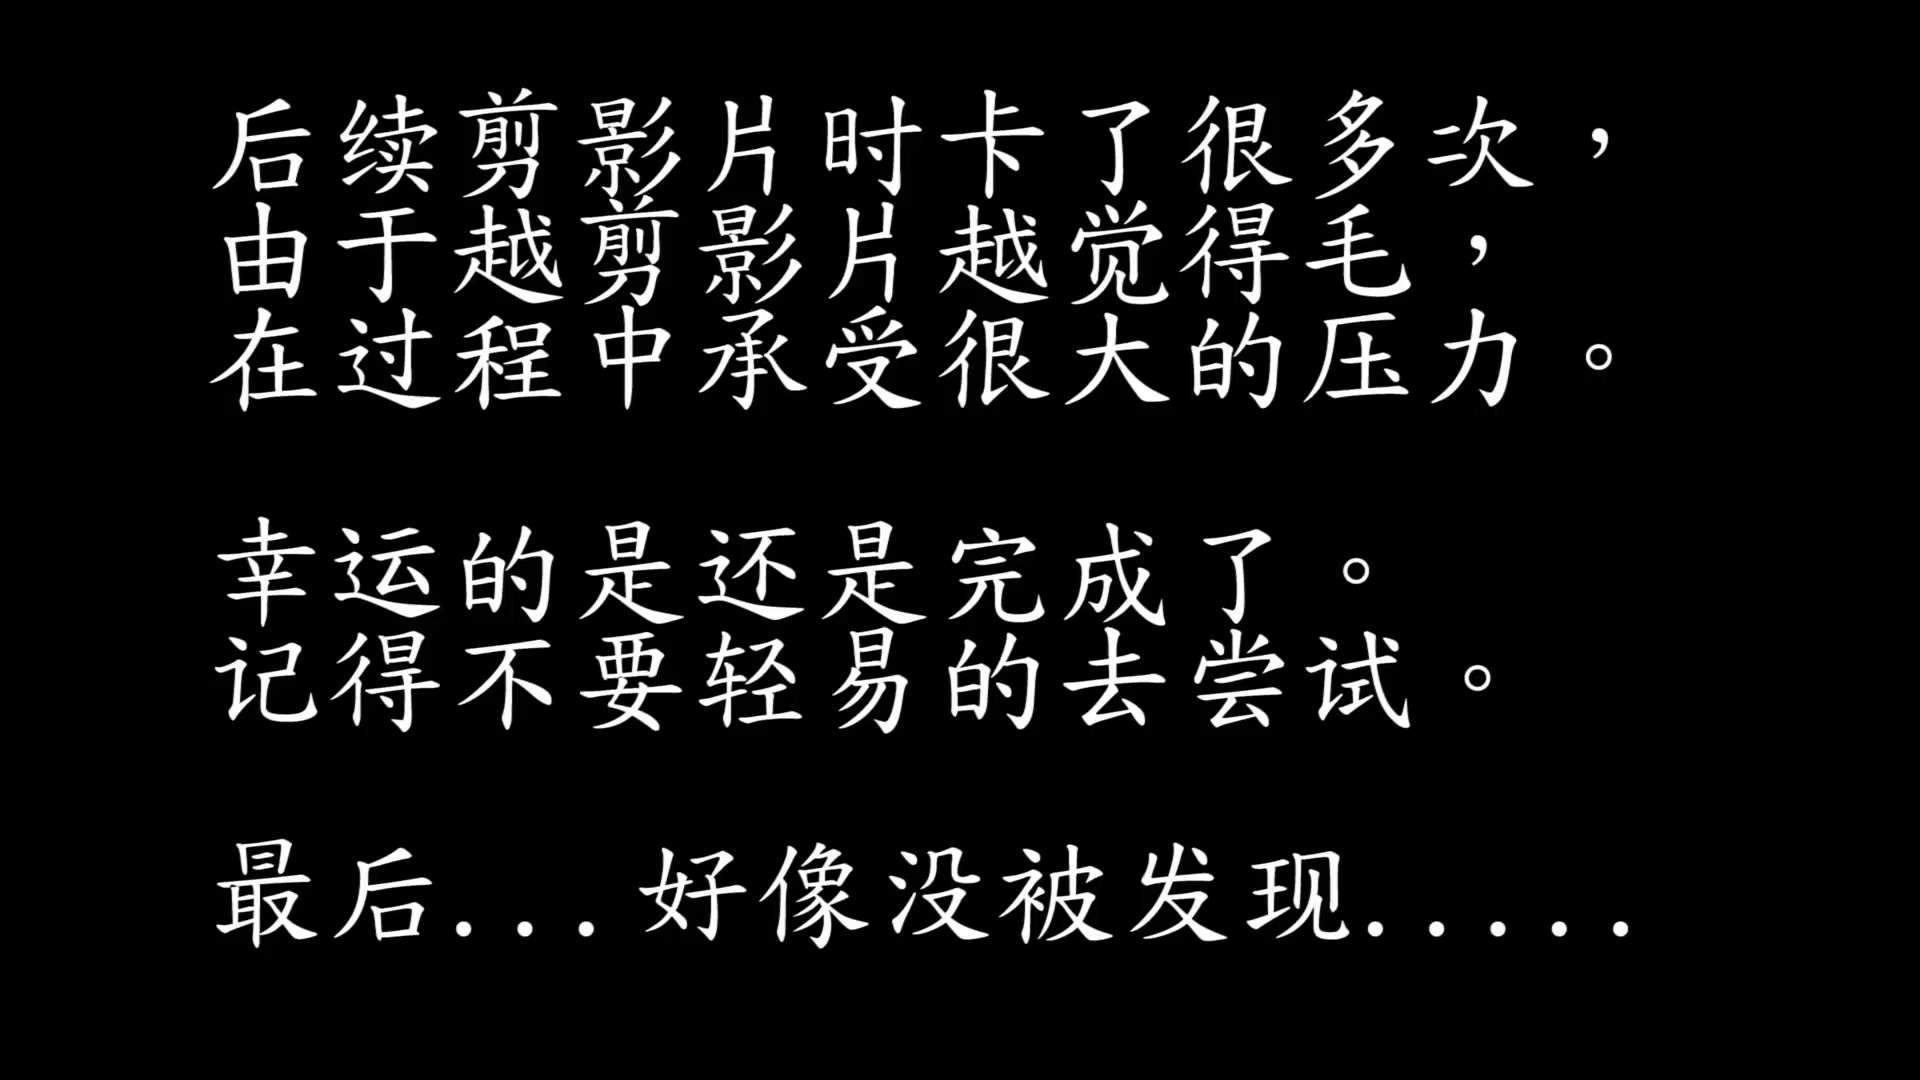 后续剪影片时卡了很多次，
由于越剪影片越觉得毛，
在过程中承受很大的压力。
幸运的是还是完成了。
记得不要轻易的去尝试。
最后...好像没被发现.....